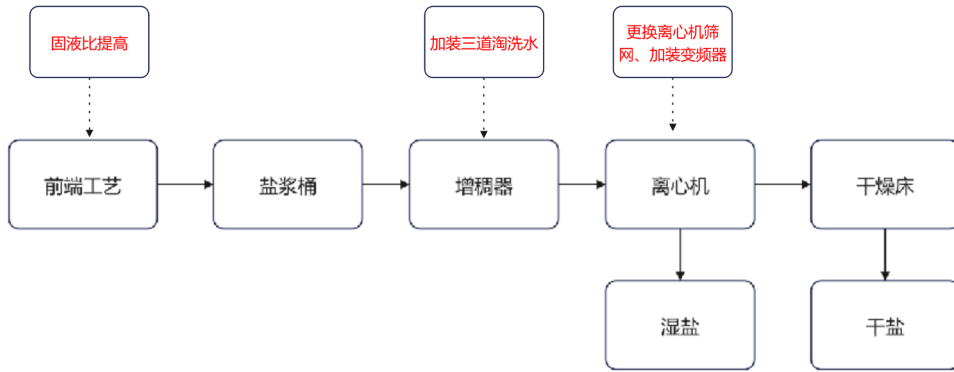 固液比提高
加装三道淘洗水
更换离心机筛
网、加装变频器
前端工艺
盐浆桶
增稠器
离心机
干燥床
湿盐
干盐